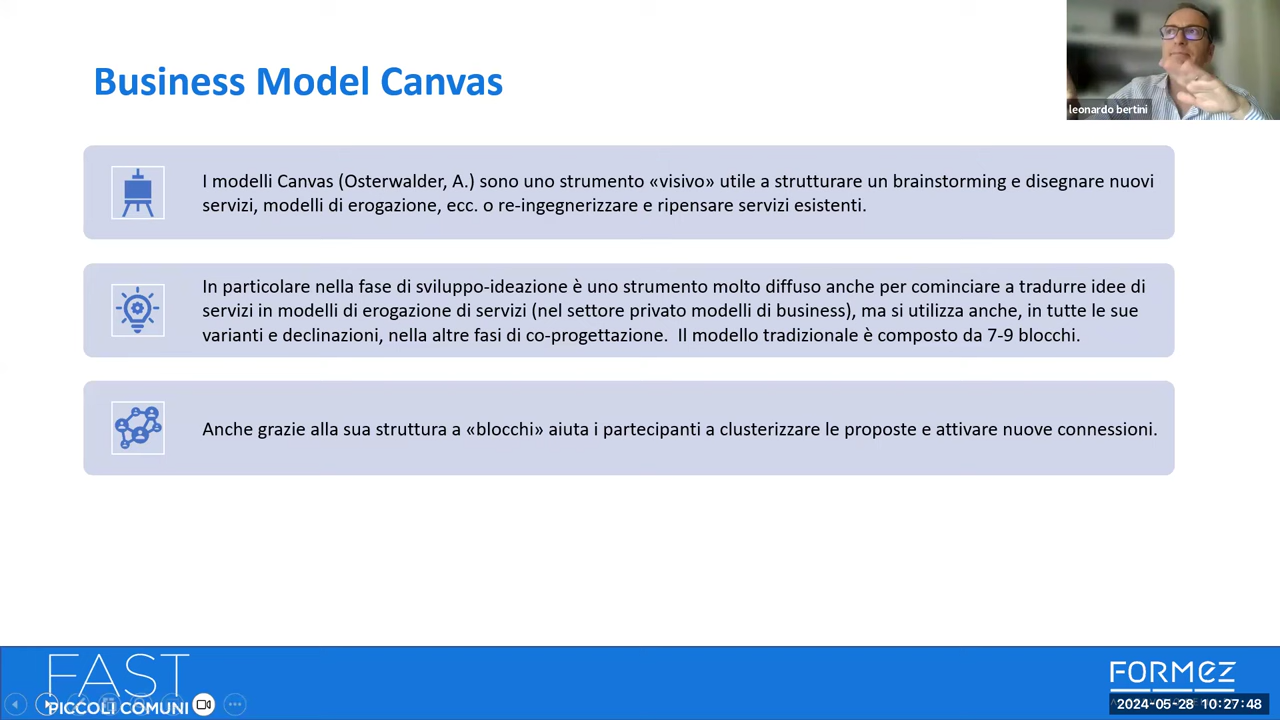 Business Model Canvas
leonardo bertini
I modelli Canvas (Osterwalder, A.) sono uno strumento «visivo» utile a strutturare un brainstorming e disegnare nuovi
servizi, modelli di erogazione, ecc. o re-ingegnerizzare e ripensare servizi esistenti.
In particolare nella fase di sviluppo-ideazione è uno strumento molto diffuso anche per cominciare a tradurre idee di
servizi in modelli di erogazione di servizi (nel settore privato modelli di business), ma si utilizza anche, in tutte le sue
varianti e declinazioni, nella altre fasi di co-progettazione.  Il modello tradizionale è composto da 7-9 blocchi.
Anche grazie alla sua struttura a «blocchi» aiuta i partecipanti a clusterizzare le proposte e attivare nuove connessioni.
FAST
PICCOLI COMUNI
FORMEZ
2024-05-28 10:27:48